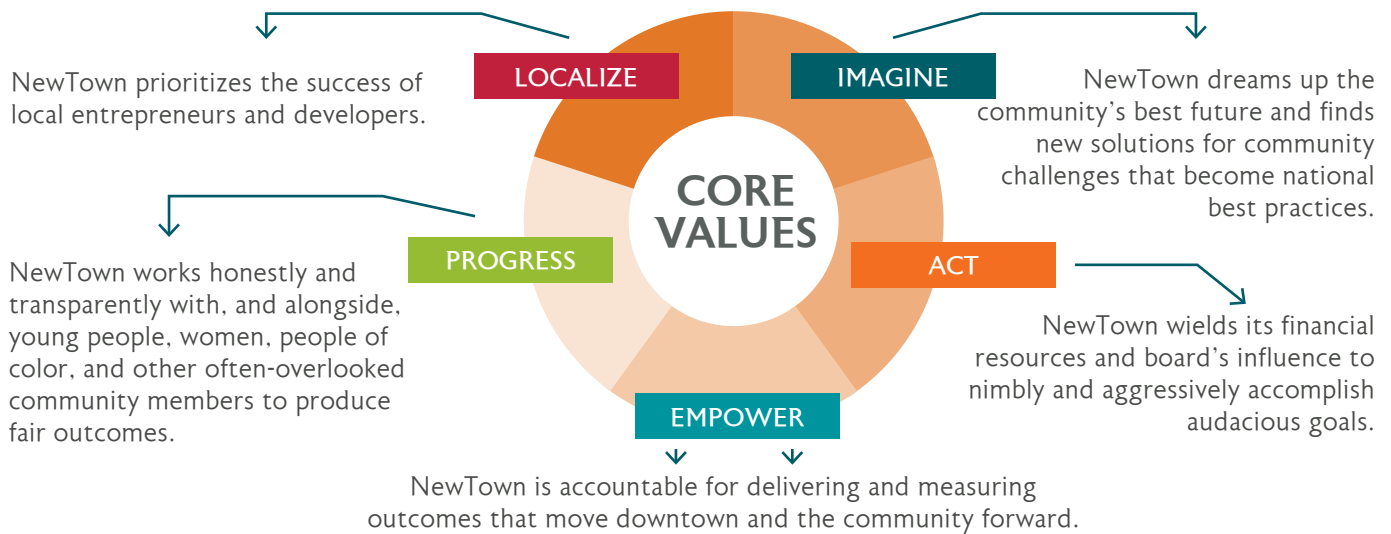 LOCALIZE
NewTown prioritizes the success of
local entrepreneurs and developers.
IMAGINE
NewTown dreams up the
community’s best future and finds
new solutions for community
challenges that become national
best practices.
CORE
VALUES
PROGRESS
NewTown works honestly and
transparently with, and alongside,
young people, women, people of
color, and other often-overlooked
community members to produce
fair outcomes.
ACT
NewTown wields its financial
resources and board’s influence to
nimbly and aggressively accomplish
audacious goals.
EMPOWER
NewTown is accountable for delivering and measuring
outcomes that move downtown and the community forward.